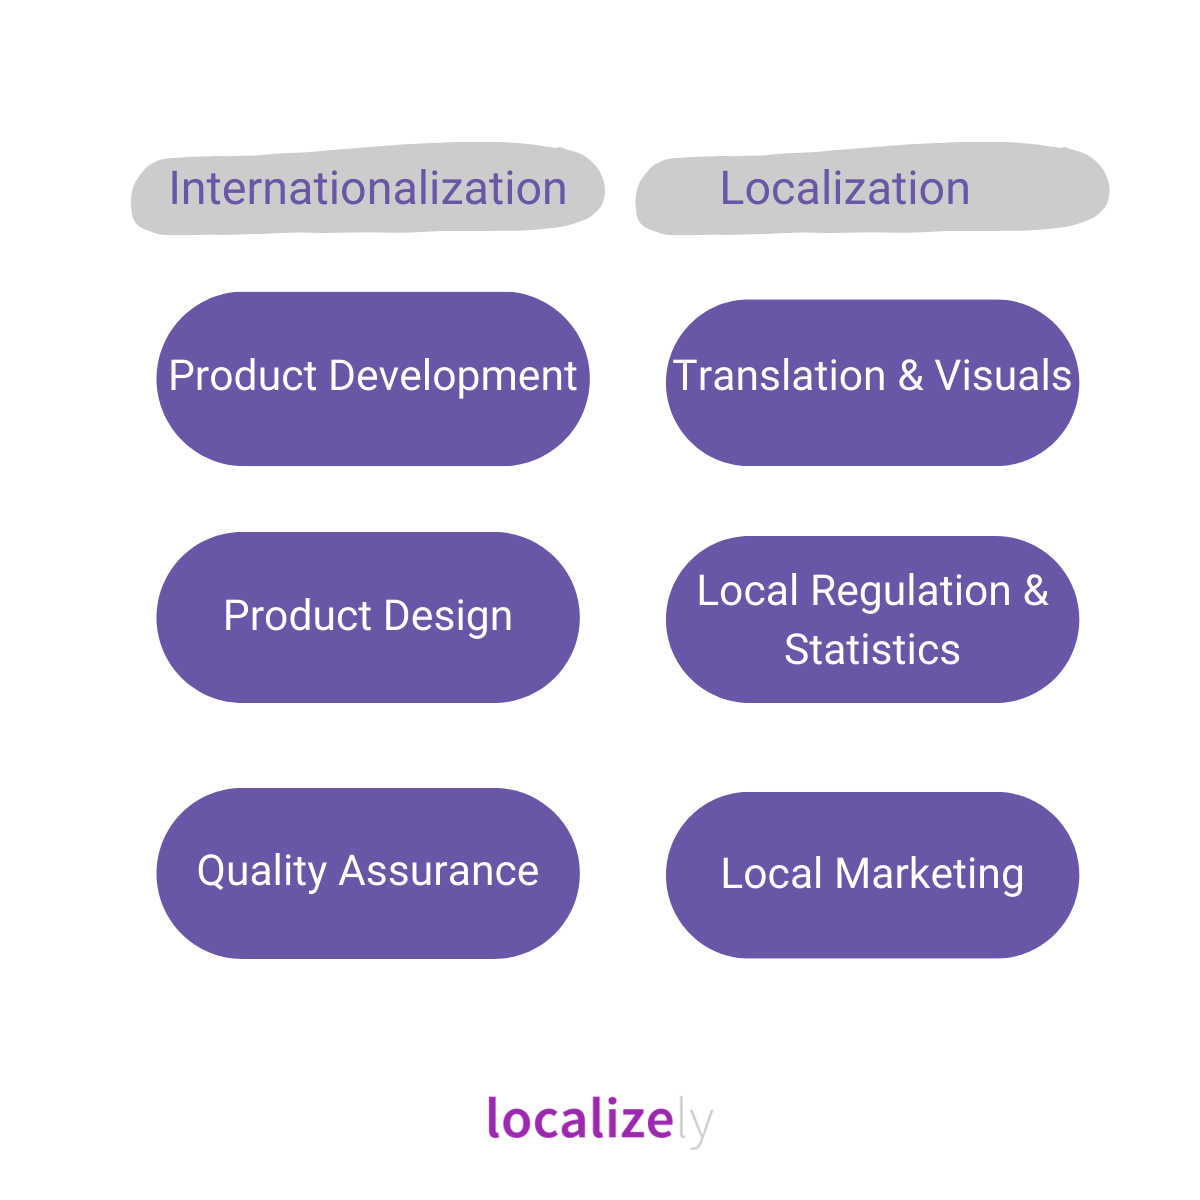 Internationalization
Localization
Product Development
Translation & Visuals
Product Design
Local Regulation &
Statistics
Quality Assurance
Local Marketing
localizely